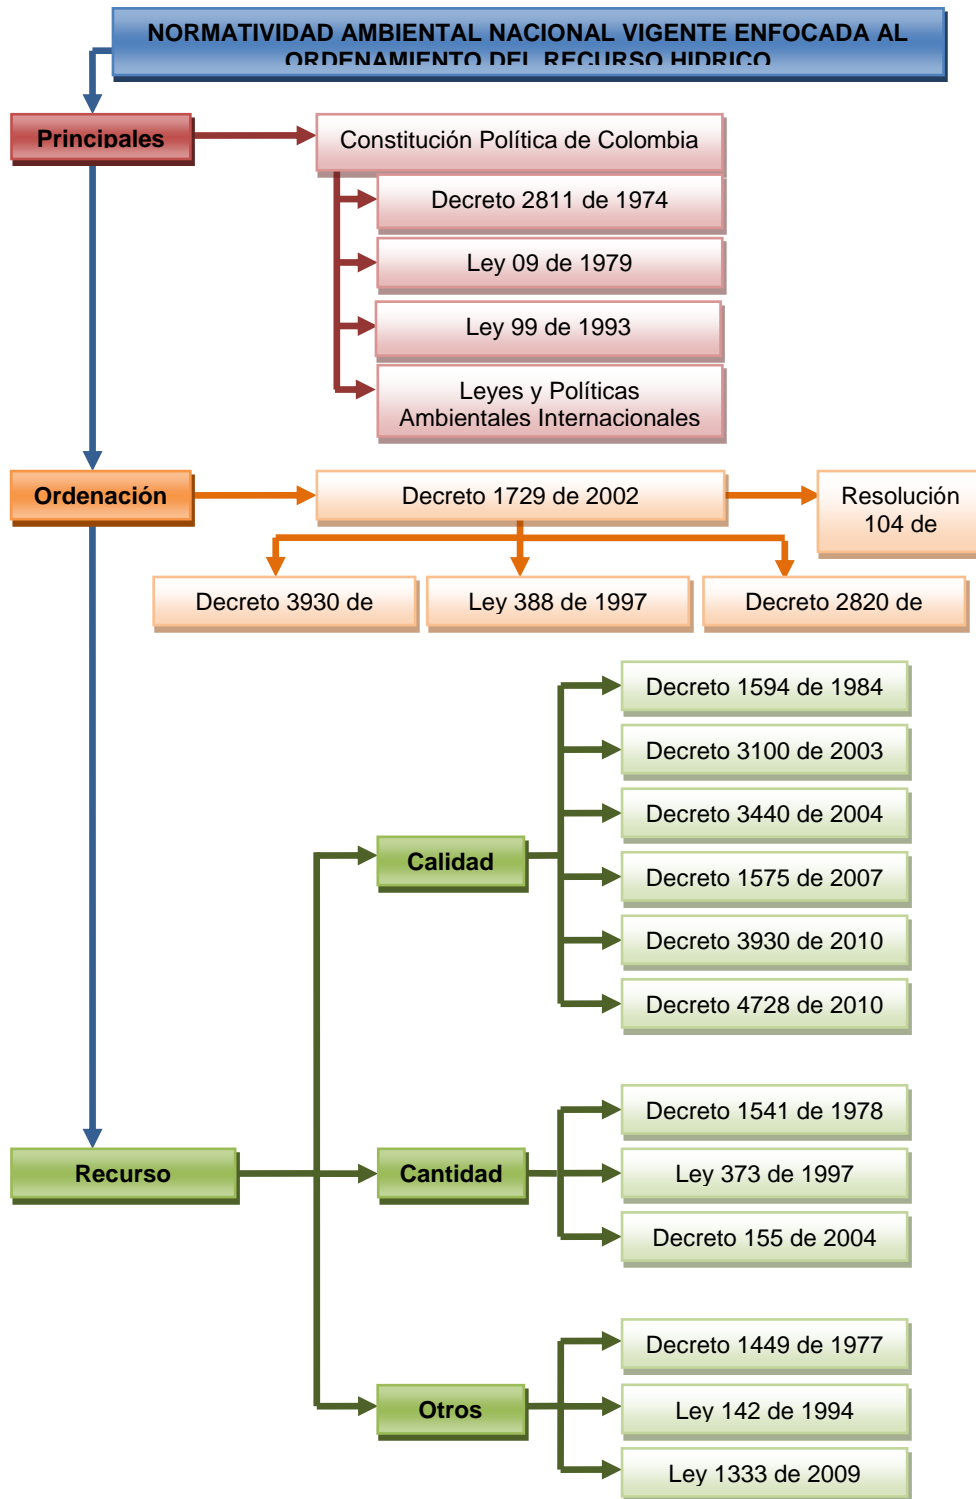 NORMATIVIDAD AMBIENTAL NACIONAL VIGENTE ENFOCADA AL
ORDENAMIENTO DEL RECURSO HIDRICO
Principales
Constitución Política de Colombia
Decreto 2811 de 1974
Ley 09 de 1979
Ley 99 de 1993
Leyes y Políticas
Ambientales Internacionales
Ordenación
Decreto 1729 de 2002
Resolución
104 de
Decreto 3930 de
Ley 388 de 1997
Decreto 2820 de
Recurso
Calidad
Decreto 1594 de 1984
Decreto 3100 de 2003
Decreto 3440 de 2004
Decreto 1575 de 2007
Decreto 3930 de 2010
Decreto 4728 de 2010
Cantidad
Decreto 1541 de 1978
Ley 373 de 1997
Decreto 155 de 2004
Otros
Decreto 1449 de 1977
Ley 142 de 1994
Ley 1333 de 2009